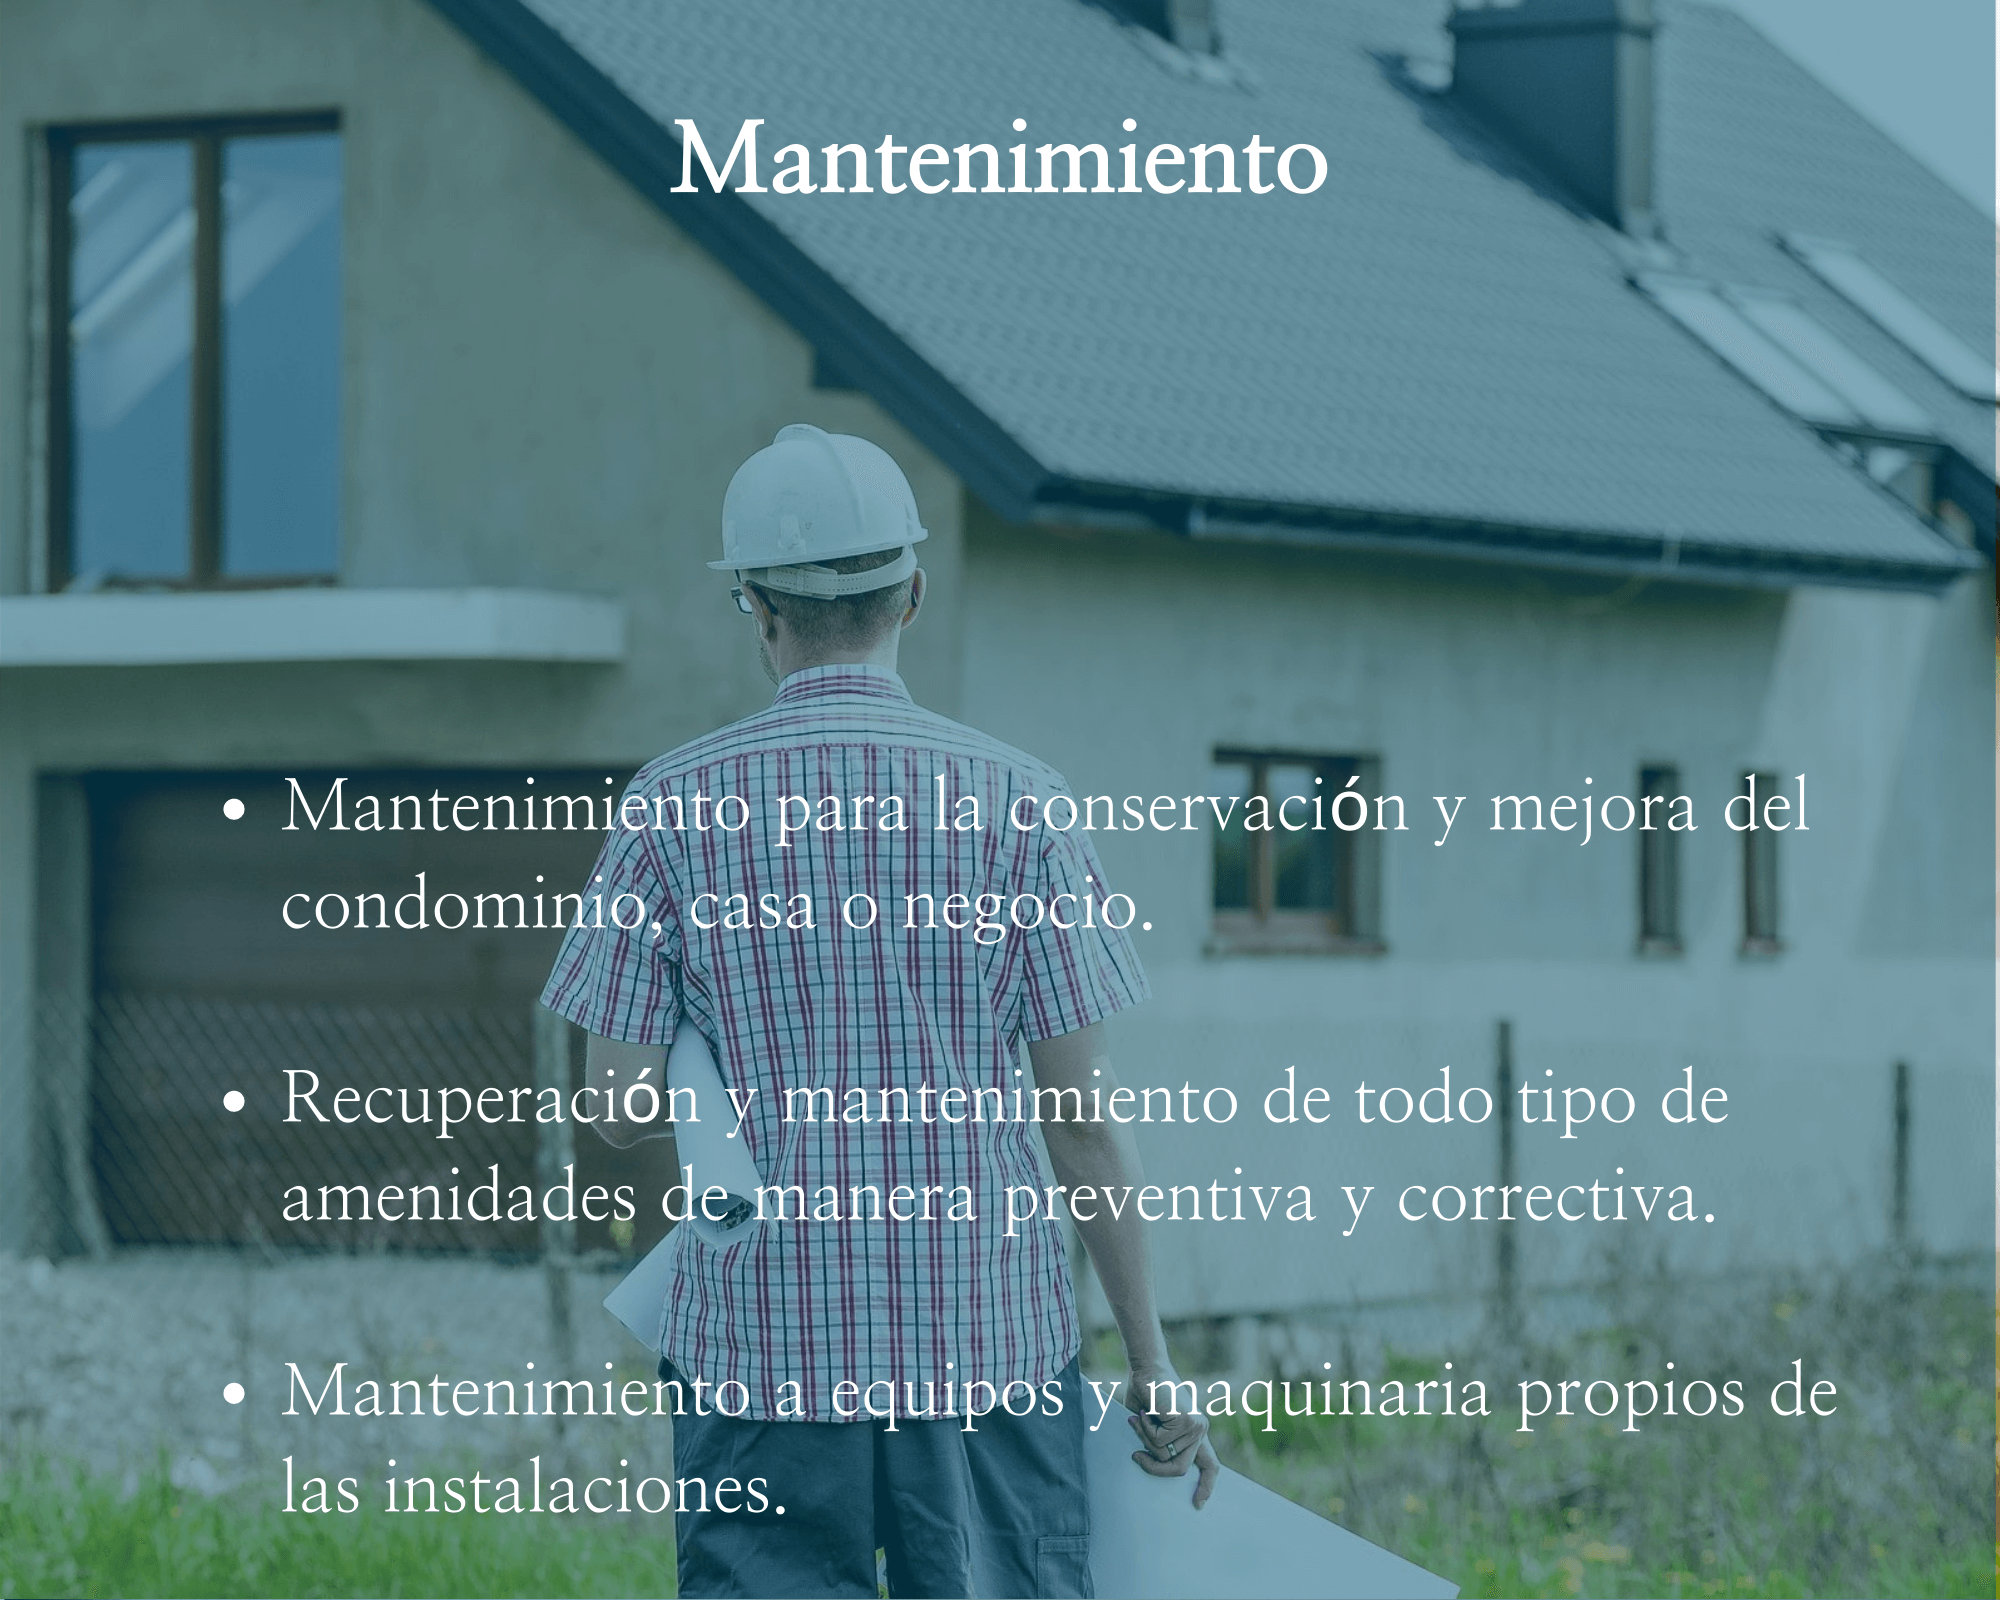 Mantenimiento
• Mantenimiento para la conservación y mejora del
condominio, casa o negocio.
• Recuperación y mantenimiento de todo tipo de
amenidades de manera preventiva y correctiva.
• Mantenimiento a equipos y maquinaria propios de
las instalaciones.